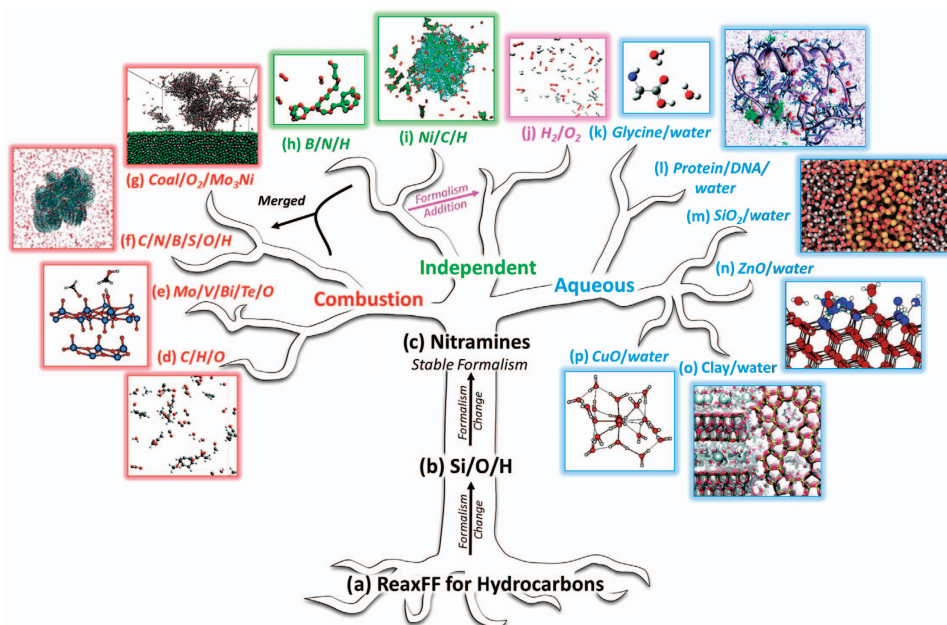 (h) B/N/H
(i) Ni/C/H
(j) H₂/O₂
(k) Glycine/water
(g) Coal/O₂/Mo₃Ni
(l) Protein/DNA/
water
Merged
Formalism
Addition
(m) SiO₂/water
(f) C/N/B/S/O/H
Independent
(n) ZnO/water
(e) Mo/V/Bi/Te/O
Combustion
Aqueous
(c) Nitramines
Stable Formalism
(d) C/H/O
(p) CuO/water
(o) Clay/water
Formalism
Change
(b) Si/O/H
Formalism
Change
(a) ReaxFF for Hydrocarbons